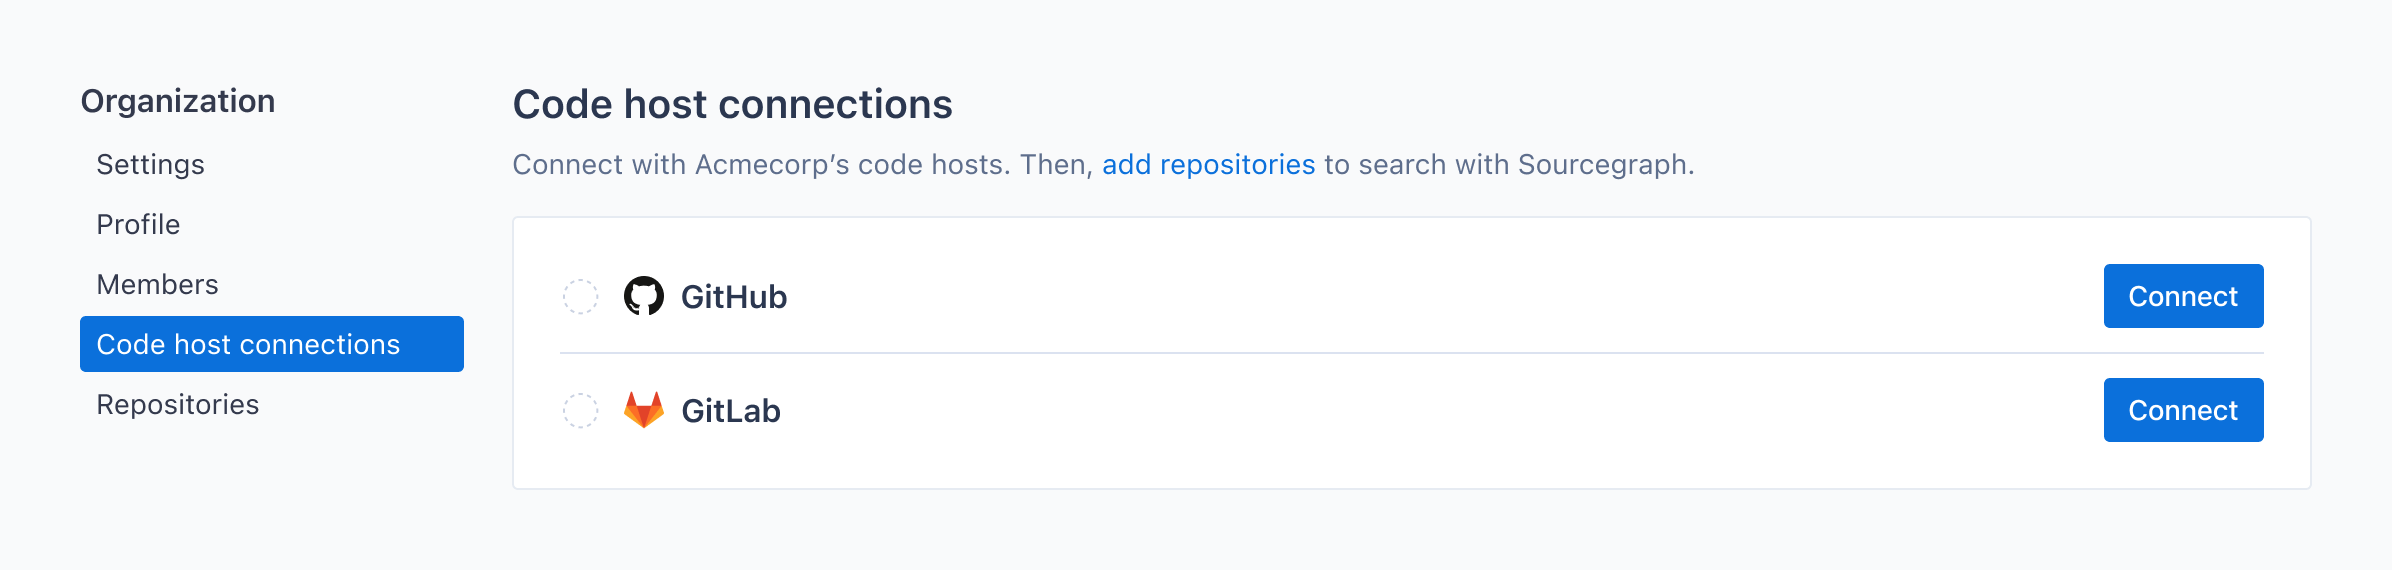 Organization
Settings
Profile
Members
Code host connections
Repositories
Code host connections
Connect with Acmecorp’s code hosts. Then, add repositories to search with Sourcegraph.
GitHub
Connect
GitLab
Connect